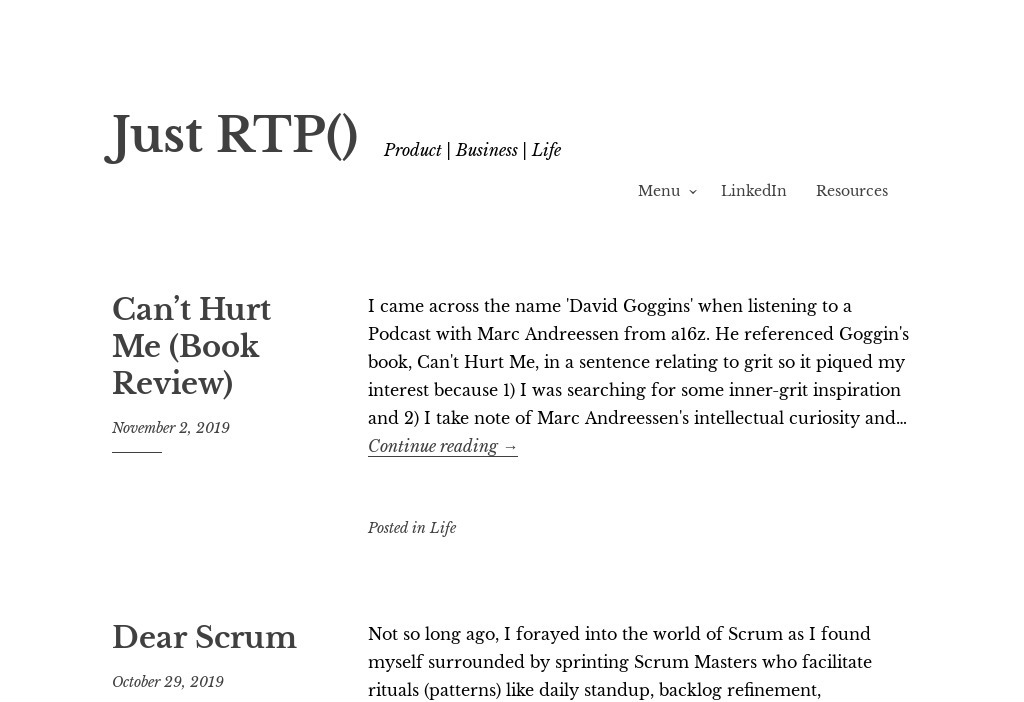 Just RTP()
Product | Business | Life
Menu
LinkedIn
Resources
Can’t Hurt
Me (Book
Review)
November 2, 2019
I came across the name 'David Goggins' when listening to a
Podcast with Marc Andreessen from a16z. He referenced Goggin's
book, Can't Hurt Me, in a sentence relating to grit so it piqued my
interest because 1) I was searching for some inner-grit inspiration
and 2) I take note of Marc Andreessen's intellectual curiosity and…
Continue reading →
Posted in Life
Dear Scrum
October 29, 2019
Not so long ago, I forayed into the world of Scrum as I found
myself surrounded by sprinting Scrum Masters who facilitate
rituals (patterns) like daily standup, backlog refinement,